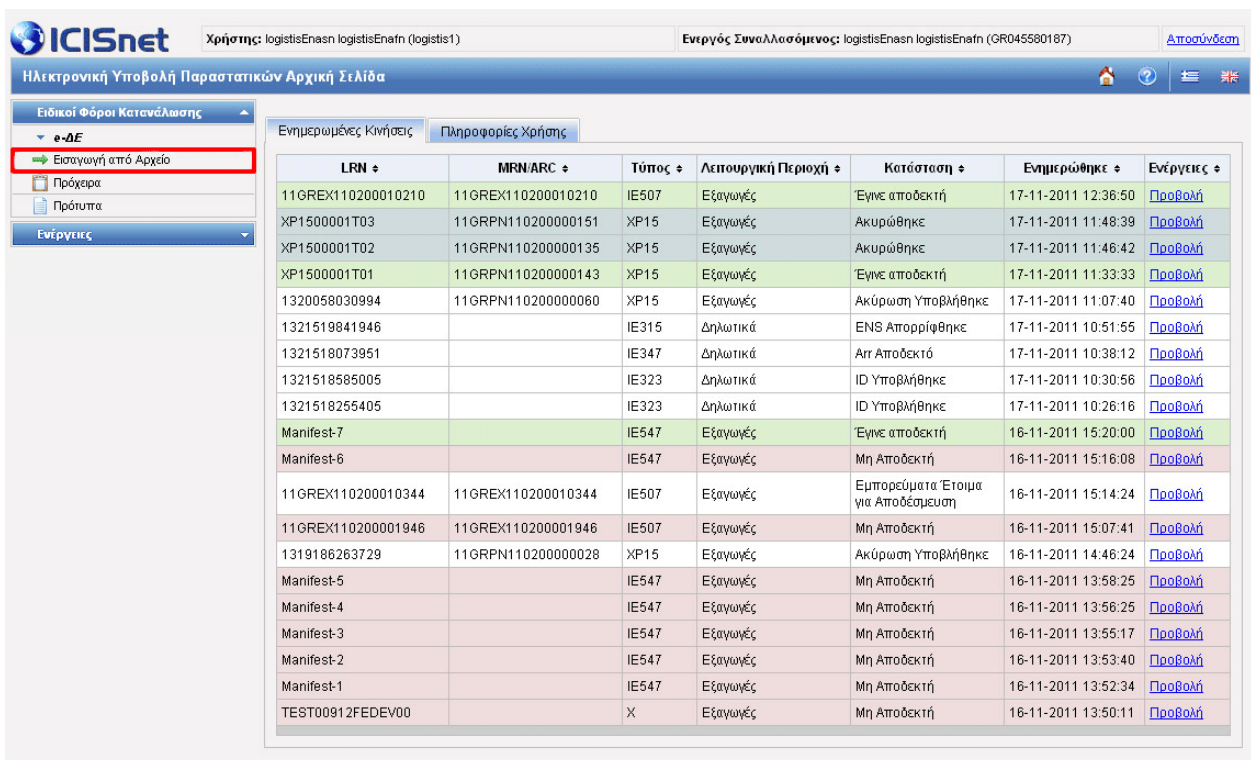 ICISnet
Χρήστης: logistisEnasn logistisEnafn (logistis1) Ενεργός Συναλλασόμενος: logistisEnasn logistisEnafn (GR045580187) Αποσύνδεση
Ηλεκτρονική Υποβολή Παραστατικών Αρχική Σελίδα
Ειδικοί Φόροι Κατανάλωσης
e-ΔΕ
Εισαγωγή από Αρχείο
Πρόχειρα
Πρότυπα
Ενέργειες
Ενημερωμένες Κινήσεις Πληροφορίες Χρήσης
LRN MRN/ARC Τύπος Λειτουργική Περιοχή Κατάσταση Ενημερώθηκε Ενέργειες
11GREX110200010210 11GREX110200010210 IE507 Εξαγωγές Έγινε αποδεκτή 17-11-2011 12:36:50 Προβολή
XP1500001T03 11GRPN110200000151 XP15 Εξαγωγές Ακυρώθηκε 17-11-2011 11:48:39 Προβολή
XP1500001T02 11GRPN110200000135 XP15 Εξαγωγές Ακυρώθηκε 17-11-2011 11:46:42 Προβολή
XP1500001T01 11GRPN110200000143 XP15 Εξαγωγές Έγινε αποδεκτή 17-11-2011 11:33:33 Προβολή
1320058030994 11GRPN110200000060 XP15 Εξαγωγές Ακύρωση Υποβλήθηκε 17-11-2011 11:07:40 Προβολή
1321519841946 IE315 Δηλωτικά ENS Απορρίφθηκε 17-11-2011 10:51:55 Προβολή
1321518073951 IE347 Δηλωτικά Arr Αποδεκτό 17-11-2011 10:38:12 Προβολή
1321518585005 IE323 Δηλωτικά ID Υποβλήθηκε 17-11-2011 10:30:56 Προβολή
1321518255405 IE323 Δηλωτικά ID Υποβλήθηκε 17-11-2011 10:26:16 Προβολή
Manifest-7 IE547 Εξαγωγές Έγινε αποδεκτή 16-11-2011 15:20:00 Προβολή
Manifest-6 IE547 Εξαγωγές Μη Αποδεκτή 16-11-2011 15:16:08 Προβολή
11GREX110200010344 11GREX110200010344 IE507 Εξαγωγές Εμπορεύματα Έτοιμα
για Αποδέσμευση 16-11-2011 15:14:24 Προβολή
11GREX110200001946 11GREX110200001946 IE507 Εξαγωγές Μη Αποδεκτή 16-11-2011 15:07:41 Προβολή
1319186263729 11GRPN110200000028 XP15 Εξαγωγές Ακύρωση Υποβλήθηκε 16-11-2011 14:46:24 Προβολή
Manifest-5 IE547 Εξαγωγές Μη Αποδεκτή 16-11-2011 13:58:25 Προβολή
Manifest-4 IE547 Εξαγωγές Μη Αποδεκτή 16-11-2011 13:56:25 Προβολή
Manifest-3 IE547 Εξαγωγές Μη Αποδεκτή 16-11-2011 13:55:17 Προβολή
Manifest-2 IE547 Εξαγωγές Μη Αποδεκτή 16-11-2011 13:53:40 Προβολή
Manifest-1 IE547 Εξαγωγές Μη Αποδεκτή 16-11-2011 13:52:34 Προβολή
TEST00912FEDEV00 X Εξαγωγές Μη Αποδεκτή 16-11-2011 13:50:11 Προβολή